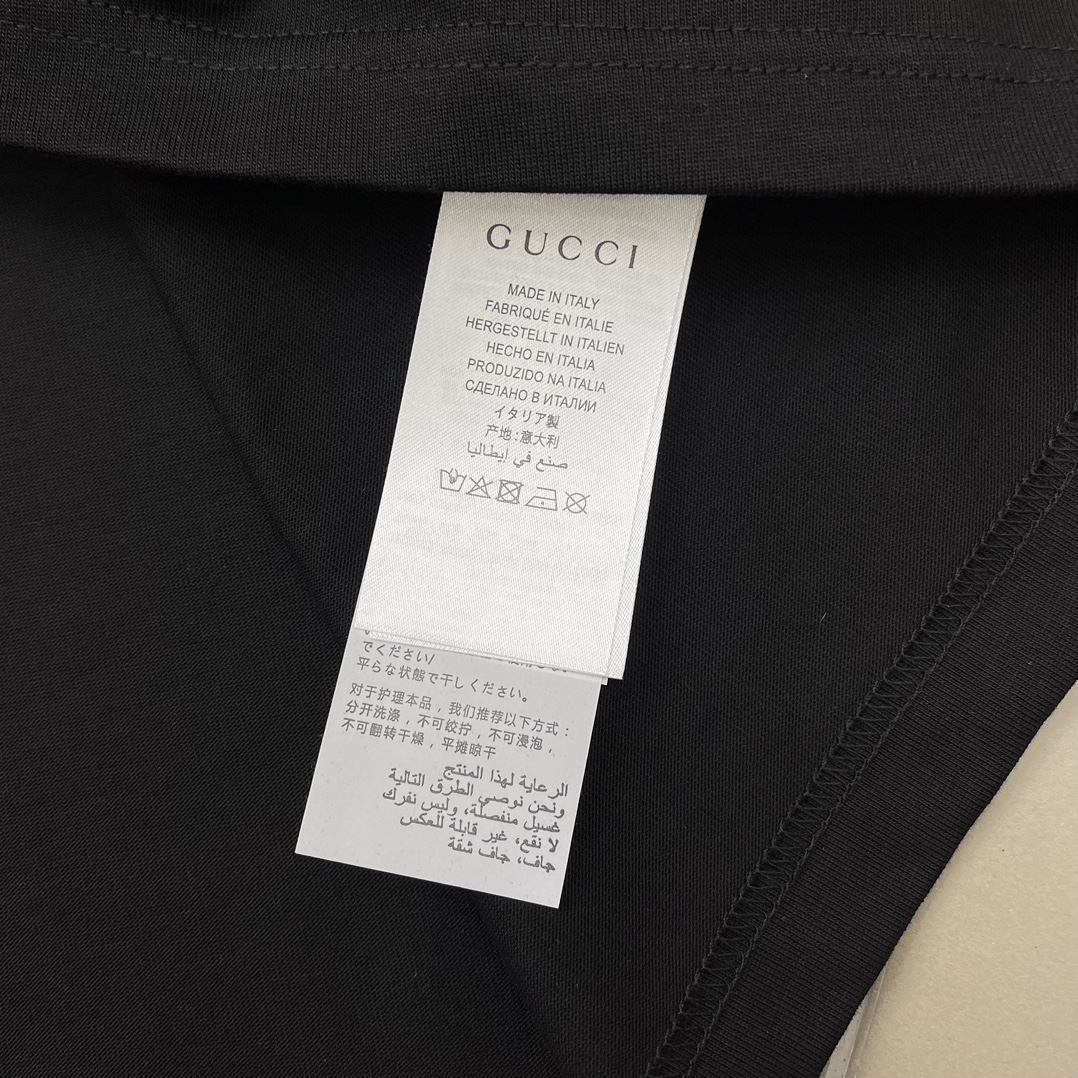 GUCCI
MADE IN ITALY
FABRIQUÉ EN ITALIE
HERGESTELLT IN ITALIEN
HECHO EN ITALIA
PRODUZIDO NA ITALIA
СДЕЛАНО В ИТАЛИИ
イタリア製
产地:意大利
صنع في إيطاليا
でください/
平らな状態で干しください。
对于护理本品,我们推荐以下方式:
分开洗涤,不可绞拧,不可浸泡,
不可翻转干燥,平摊晾干
الرعاية لهذا المنتج
ونحن نوصي الطرق التالية
غسيل منفصلة، وليس نفرك
لا نقع، غير قابلة للعكس
جاف، جاف شقة